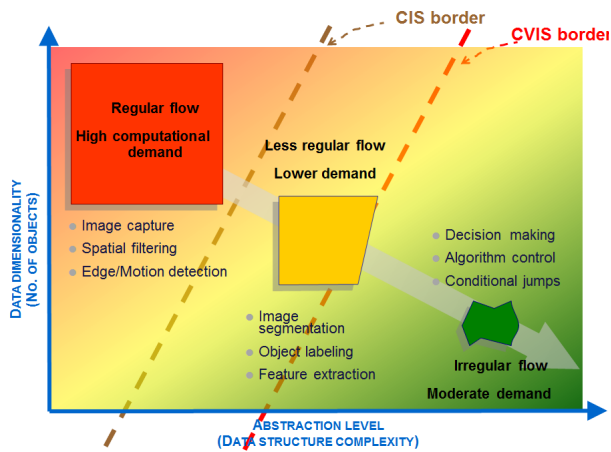 CIS border
CVIS border
Regular flow
High computational
demand
Less regular flow
Lower demand
Image capture
Spatial filtering
Edge/Motion detection
Decision making
Algorithm control
Conditional jumps
Image
segmentation
Object labeling
Feature extraction
Irregular flow
Moderate demand
DATA DIMENSIONALITY
(NO. OF OBJECTS)
ABSTRACTION LEVEL
(DATA STRUCTURE COMPLEXITY)